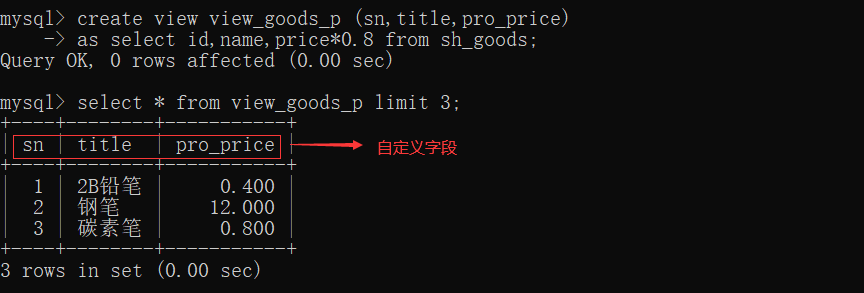 mysql> create view view_goods_p (sn,title,pro_price)
    -> as select id,name,price*0.8 from sh_goods;
Query OK, 0 rows affected (0.00 sec)
mysql> select * from view_goods_p limit 3;
+----+--------+-----------+
| sn | title  | pro_price | 自定义字段
+----+--------+-----------+
|  1 | 2B铅笔 |     0.400 |
|  2 | 钢笔   |    12.000 |
|  3 | 碳素笔 |     0.800 |
+----+--------+-----------+
3 rows in set (0.00 sec)